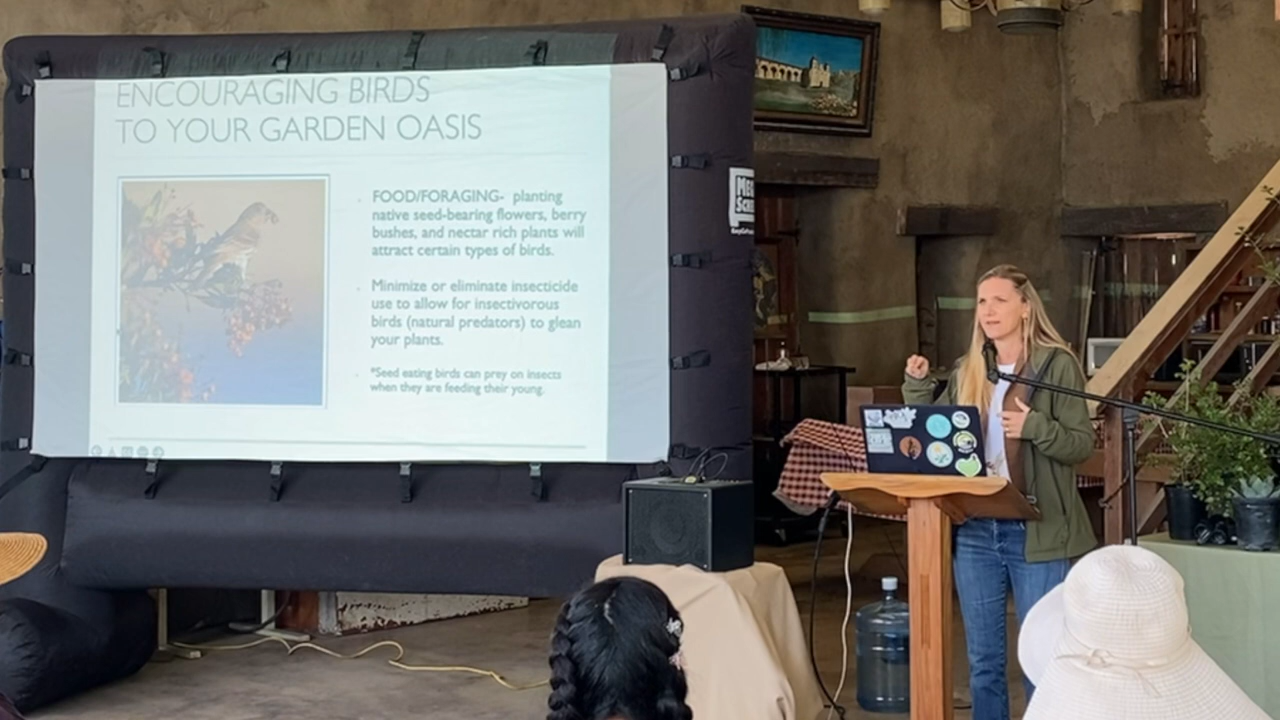 ENCOURAGING BIRDS
TO YOUR GARDEN OASIS
FOOD/FORAGING- planting
native seed-bearing flowers, berry
bushes, and nectar rich plants will
attract certain types of birds.
Minimize or eliminate insecticide
use to allow for insectivorous
birds (natural predators) to glean
your plants.
*Seed eating birds can prey on insects
when they are feeding their young.